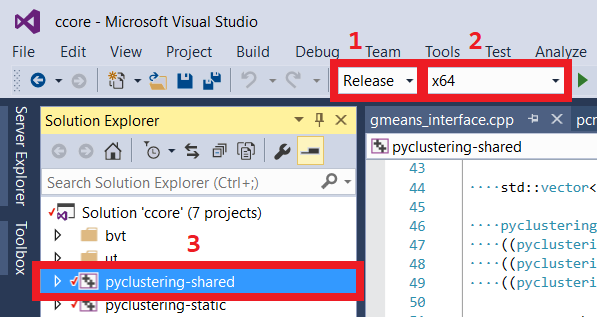 ccore - Microsoft Visual Studio
1 2
File Edit View Project Build Debug Team Tools Test Analyze
Release x64
Server Explorer
Toolbox
Solution Explorer
Search Solution Explorer (Ctrl+;)
Solution 'ccore' (7 projects)
bvt
3
ut
pyclustering-shared
pyclustering-static
gmeans_interface.cpp pcn
pyclustering-shared
43
44 ····std::vector<
45
46 ····pyclustering
47 ····((pyclusteri
48 ····((pyclusteri
49 ····((pyclusteri
50